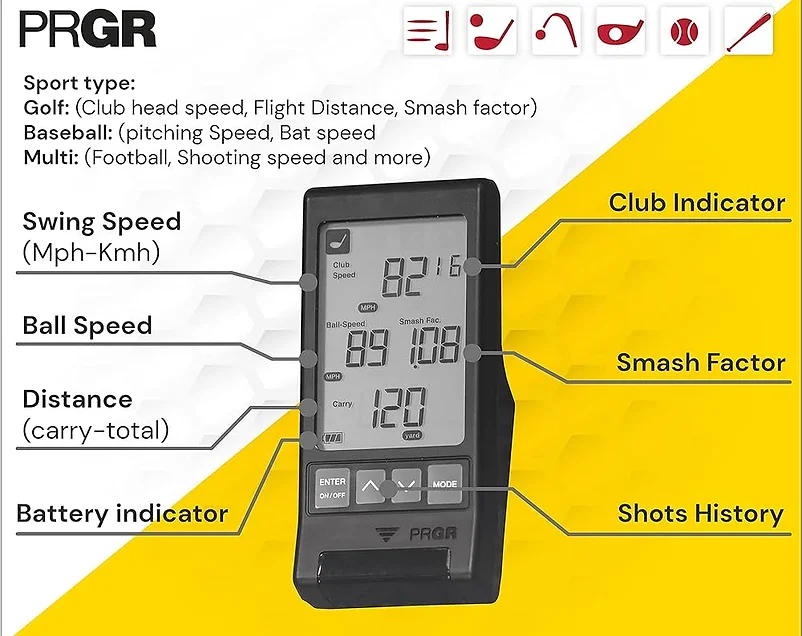 PRGR
Sport type:
Golf: (Club head speed, Flight Distance, Smash factor)
Baseball: (pitching Speed, Bat speed
Multi: (Football, Shooting speed and more)
Swing Speed
(Mph-Kmh)
Ball Speed
Distance
(carry-total)
Battery indicator
Club Indicator
Smash Factor
Shots History
Club
Speed
82
16
MPH
Ball-Speed
Smash Fac.
89
1.08
MPH
Carry
120
yard
ENTER
ON/OFF
MODE
PRGR